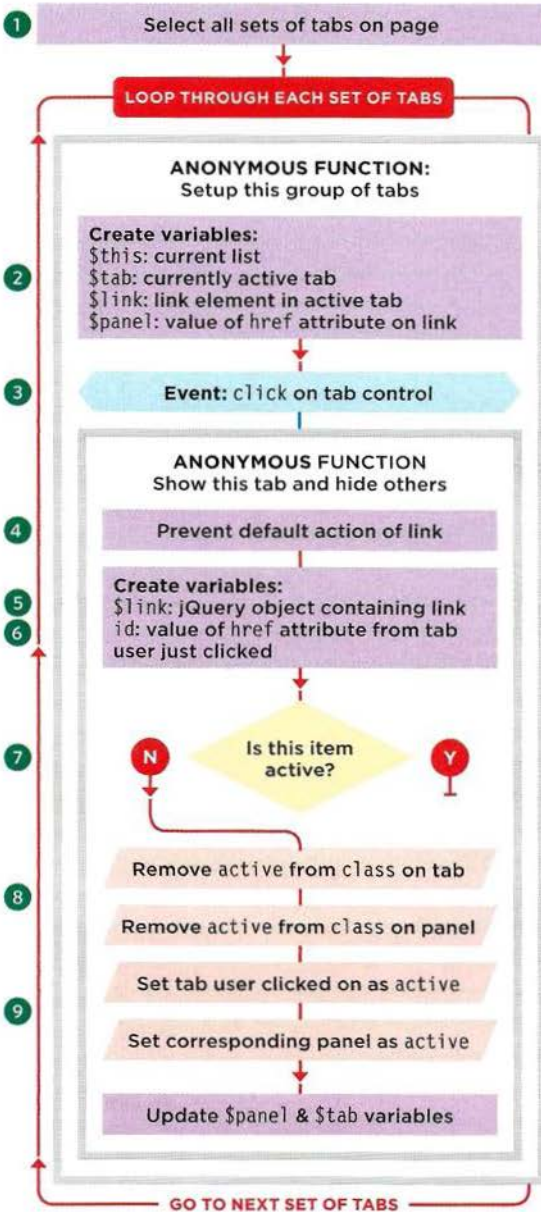 1
Select all sets of tabs on page
LOOP THROUGH EACH SET OF TABS
ANONYMOUS FUNCTION:
Setup this group of tabs
2
Create variables:
$this: current list
$tab: currently active tab
$link: link element in active tab
$panel: value of href attribute on link
3
Event: click on tab control
ANONYMOUS FUNCTION
Show this tab and hide others
4
Prevent default action of link
Create variables:
5
$link: jQuery object containing link
6
id: value of href attribute from tab
user just clicked
7
N
Is this item
active?
Y
8
Remove active from class on tab
Remove active from class on panel
9
Set tab user clicked on as active
Set corresponding panel as active
Update $panel & $tab variables
GO TO NEXT SET OF TABS